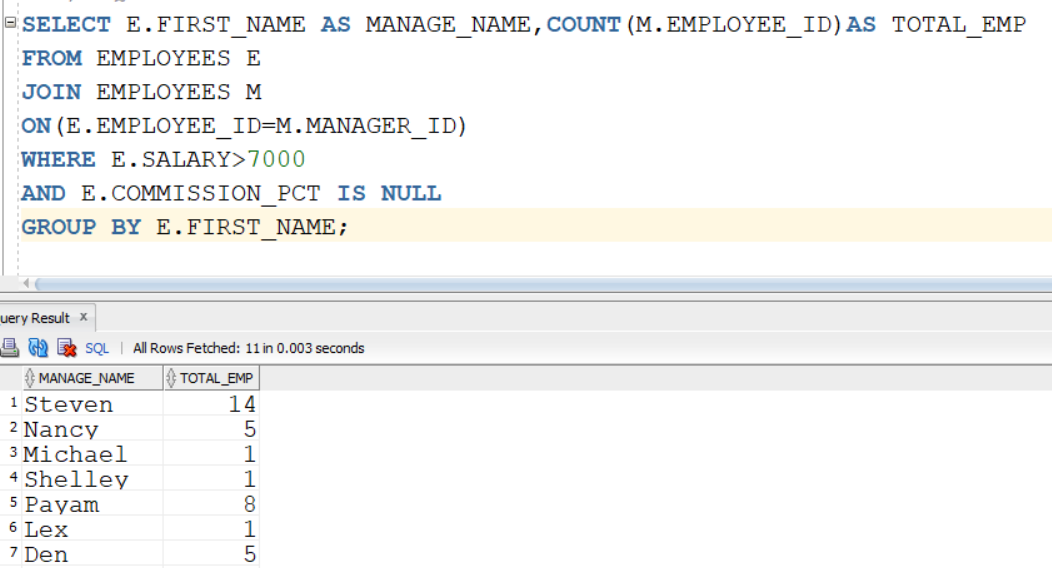 SELECT E.FIRST_NAME AS MANAGE_NAME,COUNT(M.EMPLOYEE_ID)AS TOTAL_EMP
FROM EMPLOYEES E
JOIN EMPLOYEES M
ON(E.EMPLOYEE_ID=M.MANAGER_ID)
WHERE E.SALARY>7000
AND E.COMMISSION_PCT IS NULL
GROUP BY E.FIRST_NAME;
uery Result x
SQL | All Rows Fetched: 11 in 0.003 seconds
MANAGE_NAME TOTAL_EMP
1 Steven 14
2 Nancy 5
3 Michael 1
4 Shelley 1
5 Payam 8
6 Lex 1
7 Den 5